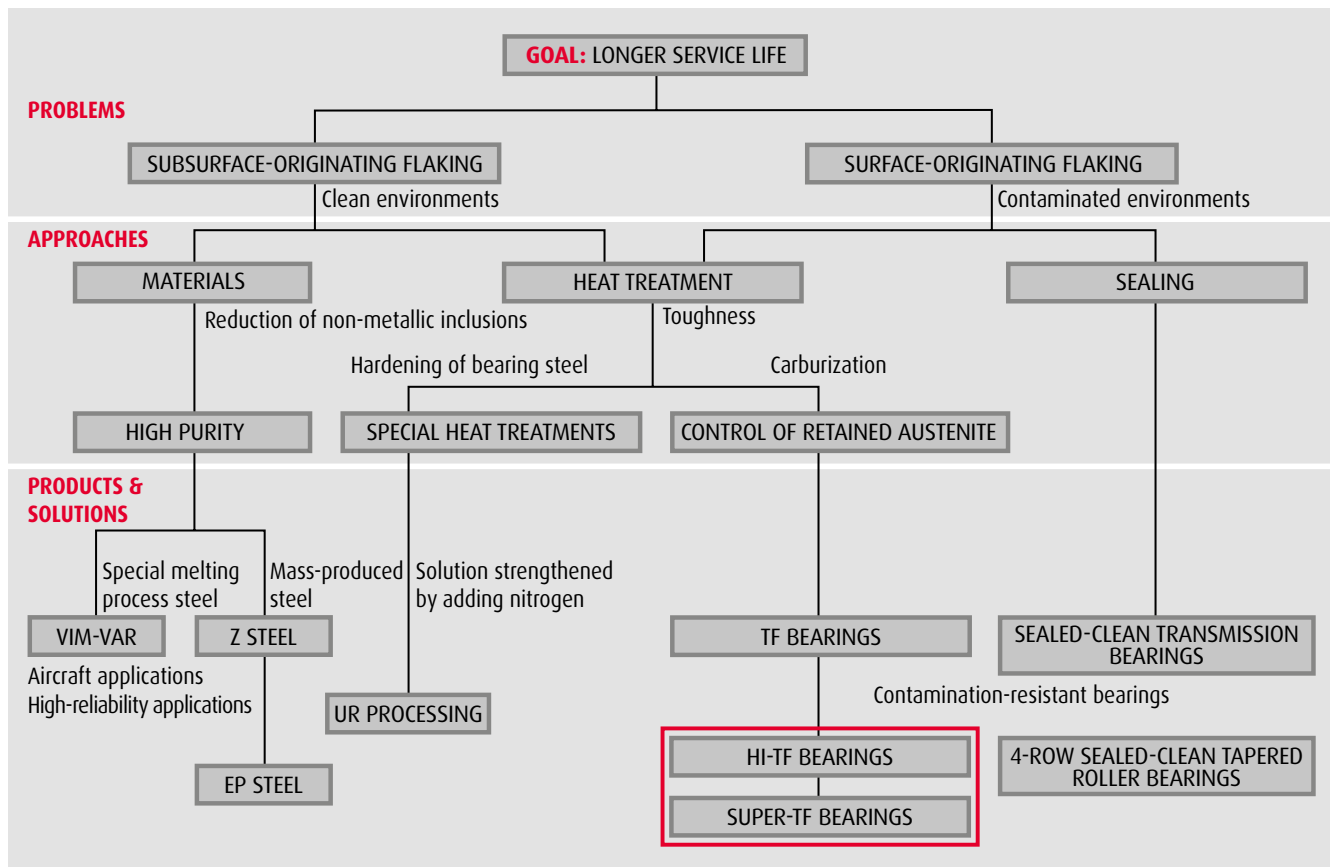 GOAL: LONGER SERVICE LIFE
PROBLEMS
SUBSURFACE-ORIGINATING FLAKING
SURFACE-ORIGINATING FLAKING
Clean environments
Contaminated environments
APPROACHES
MATERIALS
HEAT TREATMENT
SEALING
Reduction of non-metallic inclusions
Toughness
Hardening of bearing steel
Carburization
HIGH PURITY
SPECIAL HEAT TREATMENTS
CONTROL OF RETAINED AUSTENITE
PRODUCTS &
SOLUTIONS
Special melting
process steel
Mass-produced
steel
Solution strengthened
by adding nitrogen
VIM-VAR
Z STEEL
TF BEARINGS
SEALED-CLEAN TRANSMISSION
BEARINGS
Aircraft applications
High-reliability applications
Contamination-resistant bearings
UR PROCESSING
HI-TF BEARINGS
4-ROW SEALED-CLEAN TAPERED
ROLLER BEARINGS
EP STEEL
SUPER-TF BEARINGS